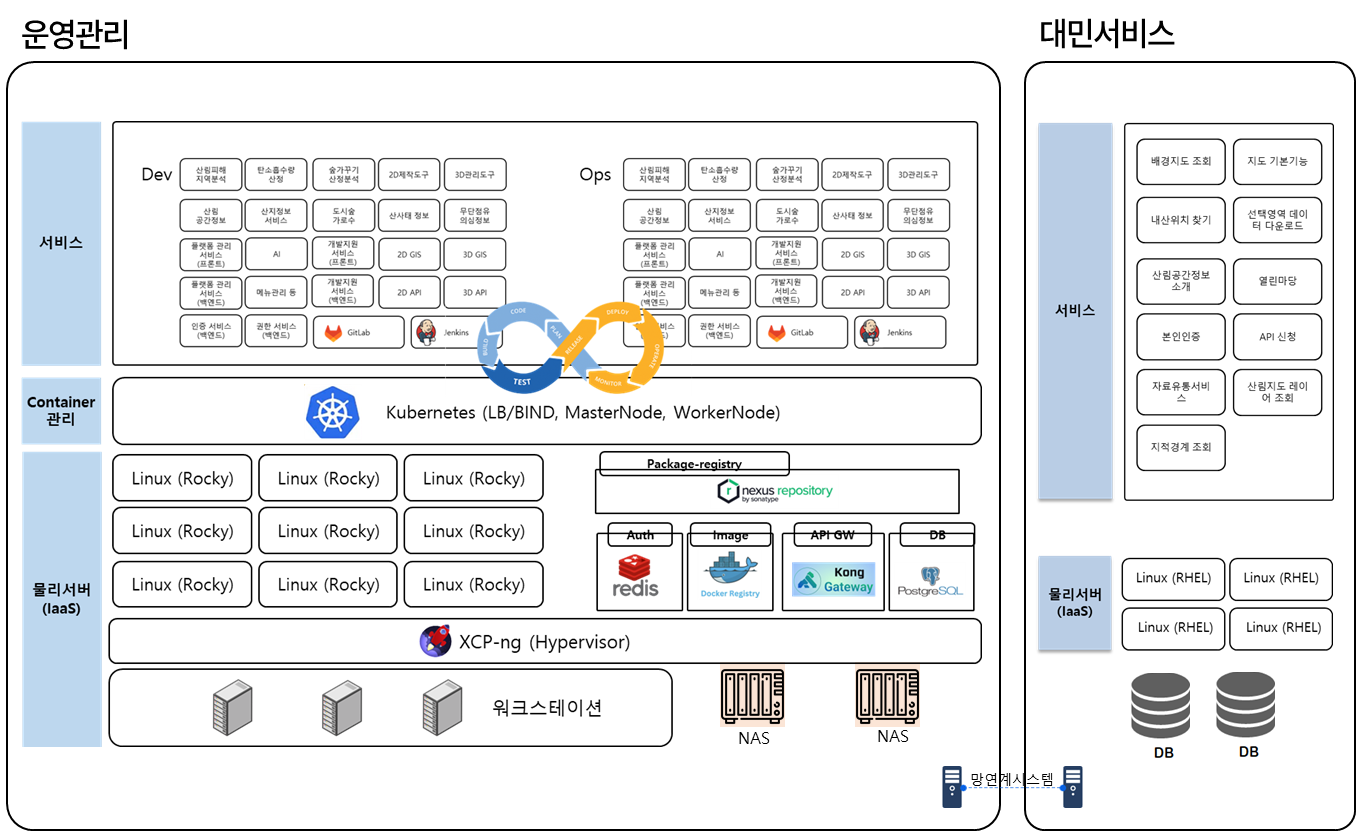 운영관리
대민서비스
서비스
Dev
산림피해
지역분석
탄소흡수량
산정
숲가꾸기
산정분석
2D제작도구
3D관리도구
산림
공간정보
산지정보
서비스
도시숲
가로수
산사태 정보
무단점유
의심정보
플랫폼 관리
서비스
(프론트)
AI
개발지원
서비스
(프론트)
2D GIS
3D GIS
플랫폼 관리
서비스
(백앤드)
메뉴관리 등
개발지원
서비스
(백앤드)
2D API
3D API
인증 서비스
(백앤드)
권한 서비스
(백앤드)
GitLab
Jenkins
Ops
산림피해
지역분석
탄소흡수량
산정
숲가꾸기
산정분석
2D제작도구
3D관리도구
산림
공간정보
산지정보
서비스
도시숲
가로수
산사태 정보
무단점유
의심정보
플랫폼 관리
서비스
(프론트)
AI
개발지원
서비스
(프론트)
2D GIS
3D GIS
플랫폼 관리
서비스
(백앤드)
메뉴관리 등
개발지원
서비스
(백앤드)
2D API
3D API
서비스
(백앤드)
권한 서비스
(백앤드)
GitLab
Jenkins
CODE
BUILD
PLAN
TEST
RELEASE
DEPLOY
OPERATE
MONITOR
Container
관리
Kubernetes (LB/BIND, MasterNode, WorkerNode)
물리서버
(IaaS)
Linux (Rocky)
Linux (Rocky)
Linux (Rocky)
Linux (Rocky)
Linux (Rocky)
Linux (Rocky)
Linux (Rocky)
Linux (Rocky)
Linux (Rocky)
Package-registry
nexus repository
by sonatype
Auth
redis
Image
Docker Registry
API GW
Kong
Gateway
DB
PostgreSQL
XCP-ng (Hypervisor)
워크스테이션
NAS
NAS
망연계시스템
서비스
배경지도 조회
지도 기본기능
내산위치 찾기
선택영역 데이
터 다운로드
산림공간정보
소개
열린마당
본인인증
API 신청
자료유통서비
스
산림지도 레이
어 조회
지적경계 조회
물리서버
(IaaS)
Linux (RHEL)
Linux (RHEL)
Linux (RHEL)
Linux (RHEL)
DB
DB